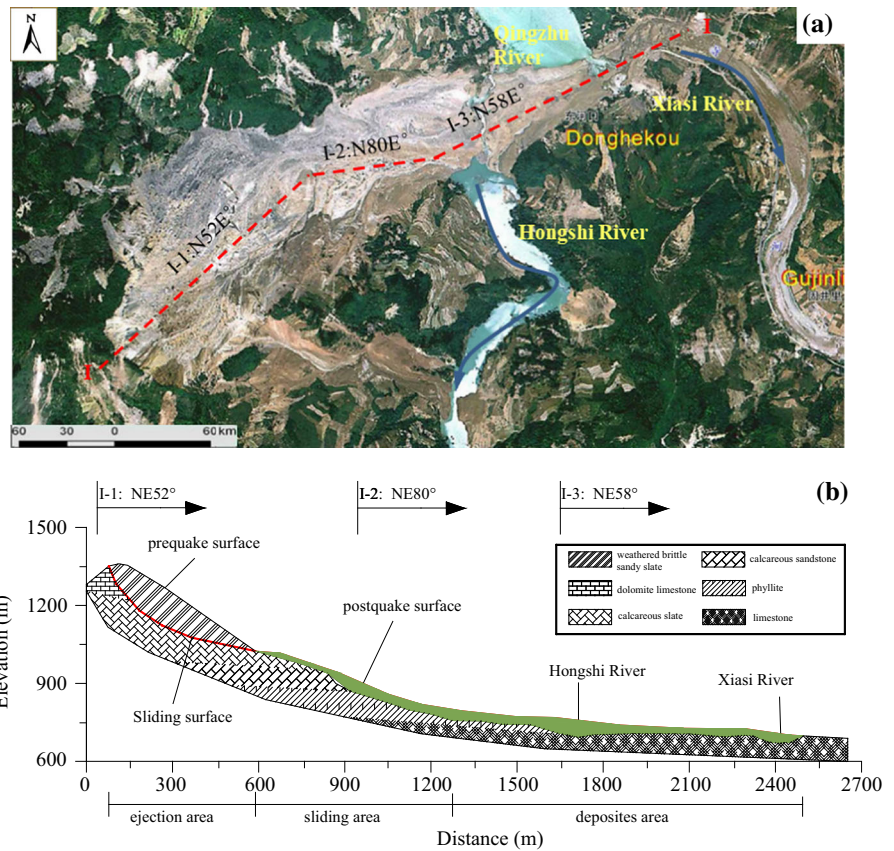 N
(a)
I
Qingzhu
River
Xiasi River
I-3:N58E°
Donghekou
I-2:N80E°
I-1:N52E°
Hongshi River
Gujinli
I
60 30 0 60 km
(b)
I-1: NE52°
I-2: NE80°
I-3: NE58°
1500
1200
900
600
Elevation (m)
prequake surface
postquake surface
Sliding surface
weathered brittle
sandy slate
calcareous sandstone
dolomite limestone
phyllite
calcareous slate
limestone
Hongshi River
Xiasi River
0 300 600 900 1200 1500 1800 2100 2400 2700
ejection area
sliding area
deposites area
Distance (m)